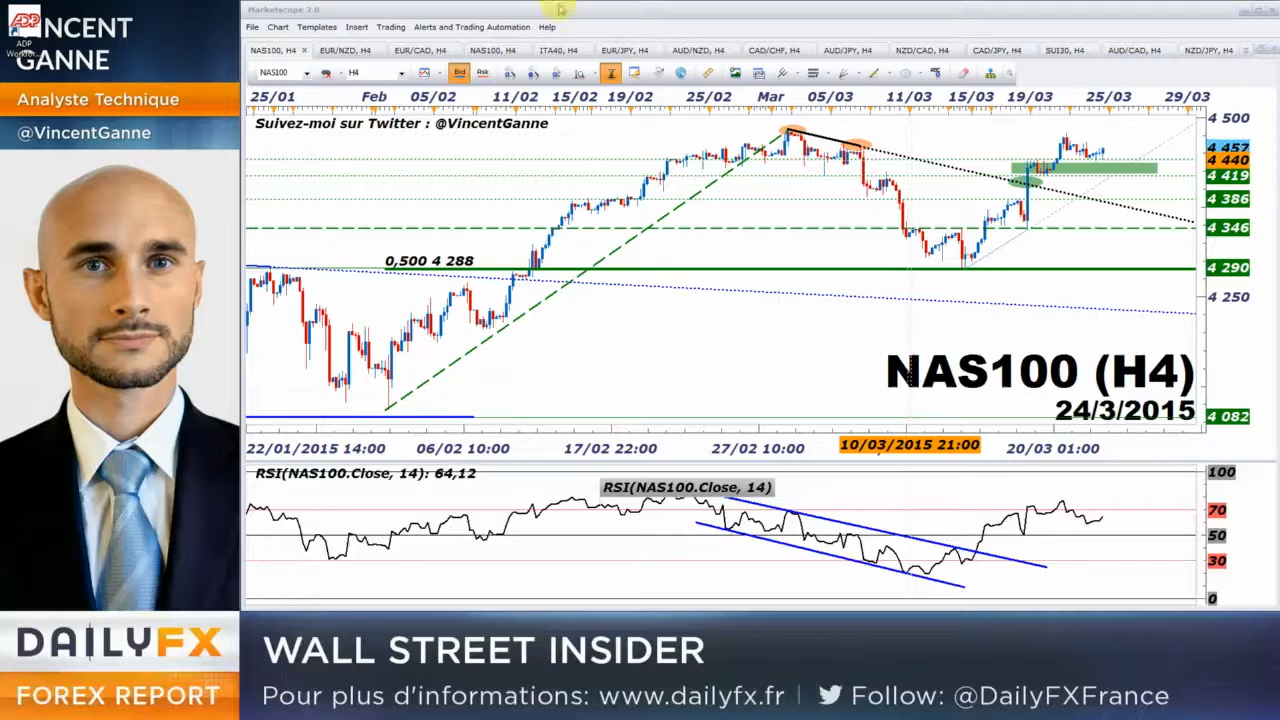 ADP
INCENT
GANNE
Analyste Technique
@VincentGanne
Marketscope 2.0
File Chart Templates Insert Trading Alerts and Trading Automation Help
NAS100, H4 EUR/NZD, H4 EUR/CAD, H4 NAS100, H4 ITA40, H4 EUR/JPY, H4 AUD/NZD, H4 CAD/CHF, H4 AUD/JPY, H4 NZD/CAD, H4 CAD/JPY, H4 SUI30, H4 AUD/CAD, H4 NZD/JPY, H4
NAS100 H4 Bid Ask
25/01 Feb 05/02 11/02 15/02 19/02 25/02 Mar 05/03 11/03 15/03 19/03 25/03 29/03
Suivez-moi sur Twitter : @VincentGanne
4 500
4 457
4 440
4 419
4 386
4 346
0,500 4 288
4 290
4 250
NAS100 (H4)
24/3/2015
4 082
22/01/2015 14:00 06/02 10:00 17/02 22:00 27/02 10:00 10/03/2015 21:00 20/03 01:00
RSI(NAS100.Close, 14): 64,12
RSI(NAS100.Close, 14)
100
70
50
30
0
DAILYFX
FOREX REPORT
WALL STREET INSIDER
Pour plus d'informations: www.dailyfx.fr | Follow: @DailyFXFrance